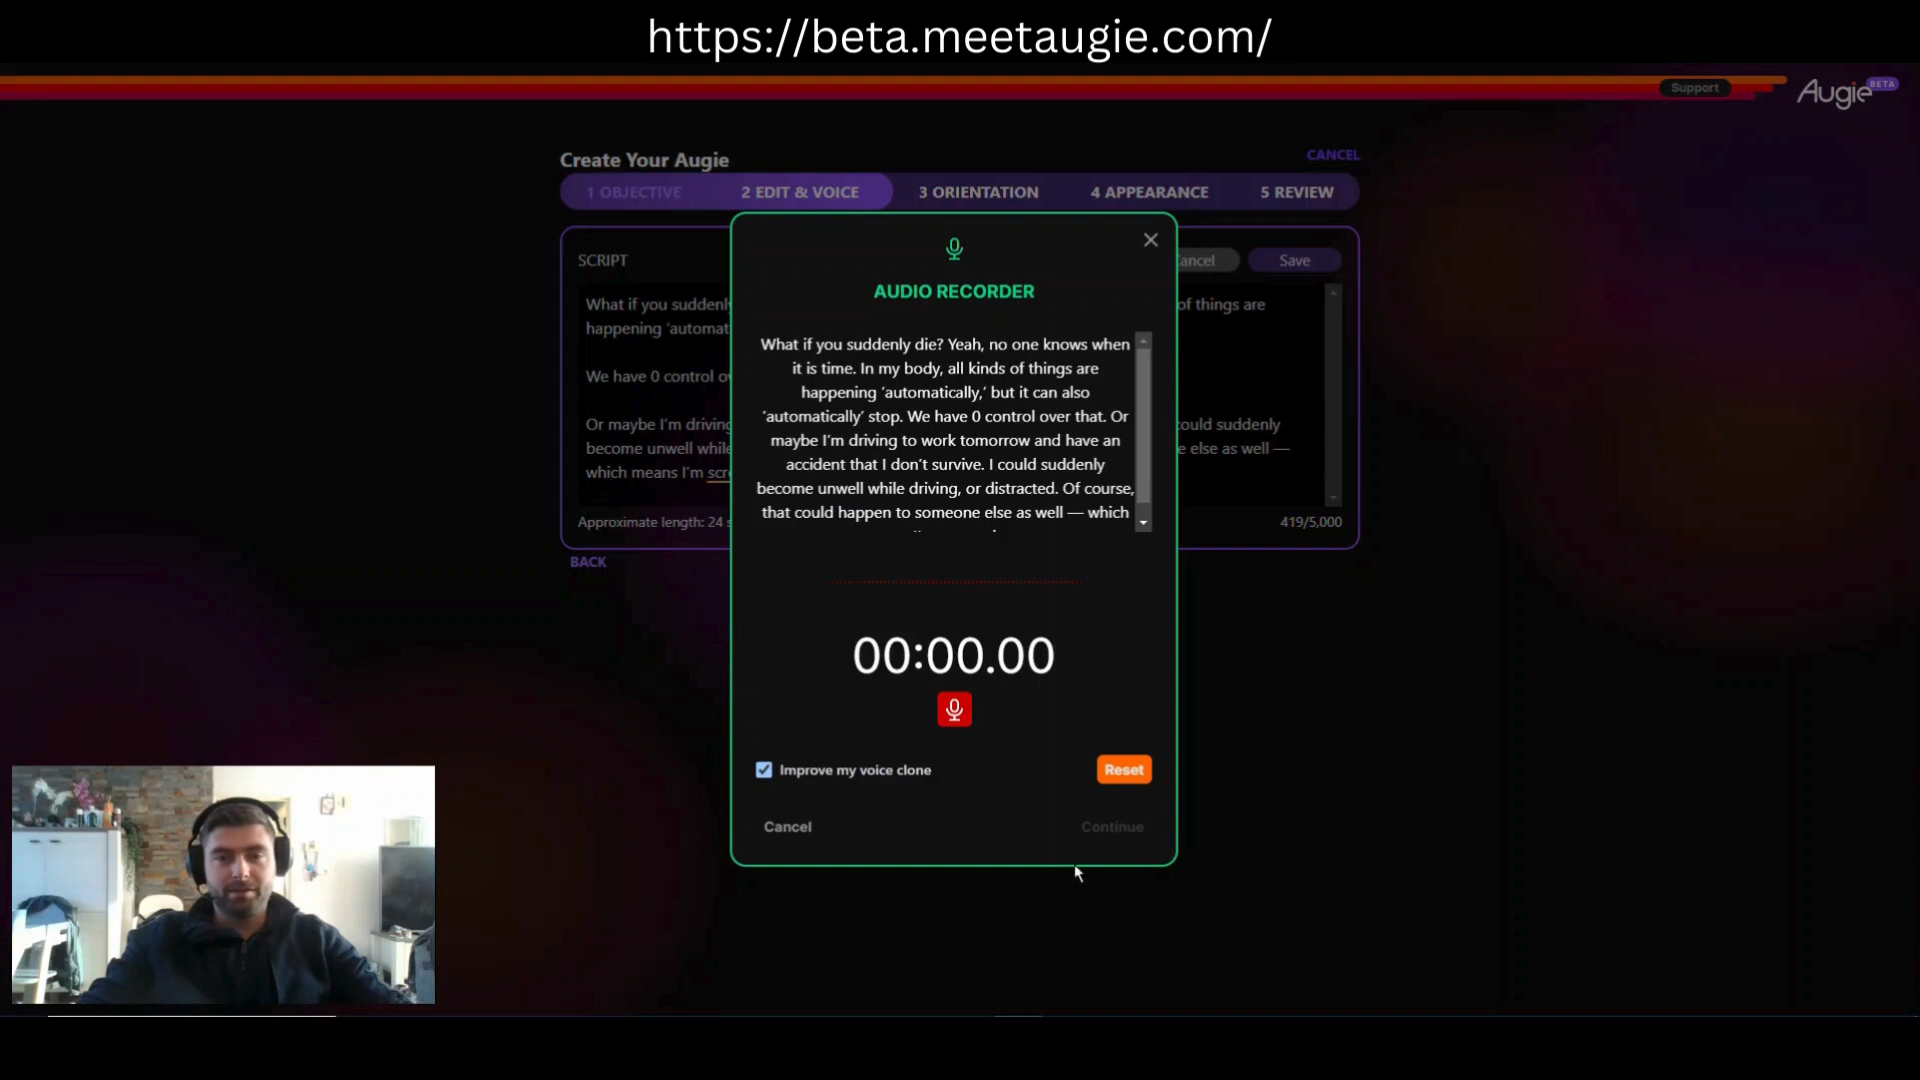 https://beta.meetaugie.com/
Support
Augie BETA
Create Your Augie
CANCEL
1 OBJECTIVE
2 EDIT & VOICE
3 ORIENTATION
4 APPEARANCE
5 REVIEW
SCRIPT
Save
What if you suddenly
of things are
happening ‘automat
We have 0 control ov
Or maybe I’m driving
could suddenly
become unwell while
e else as well —
which means I’m scr
Approximate length: 24 s
419/5,000
BACK
AUDIO RECORDER
What if you suddenly die? Yeah, no one knows when
it is time. In my body, all kinds of things are
happening ‘automatically,’ but it can also
‘automatically’ stop. We have 0 control over that. Or
maybe I’m driving to work tomorrow and have an
accident that I don’t survive. I could suddenly
become unwell while driving, or distracted. Of course,
that could happen to someone else as well — which
00:00.00
Improve my voice clone
Reset
Cancel
Continue